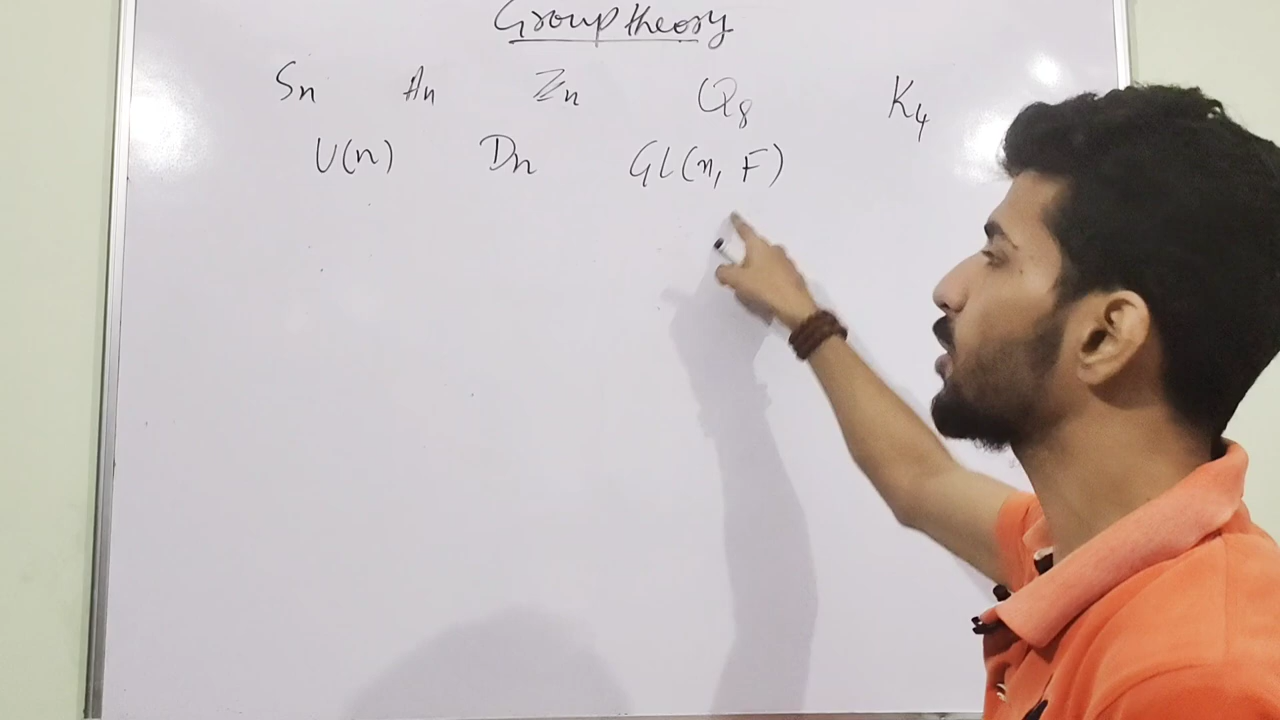 Group theory
Sn An Zn Q8 K4
U(n) Dn GL(n, F)